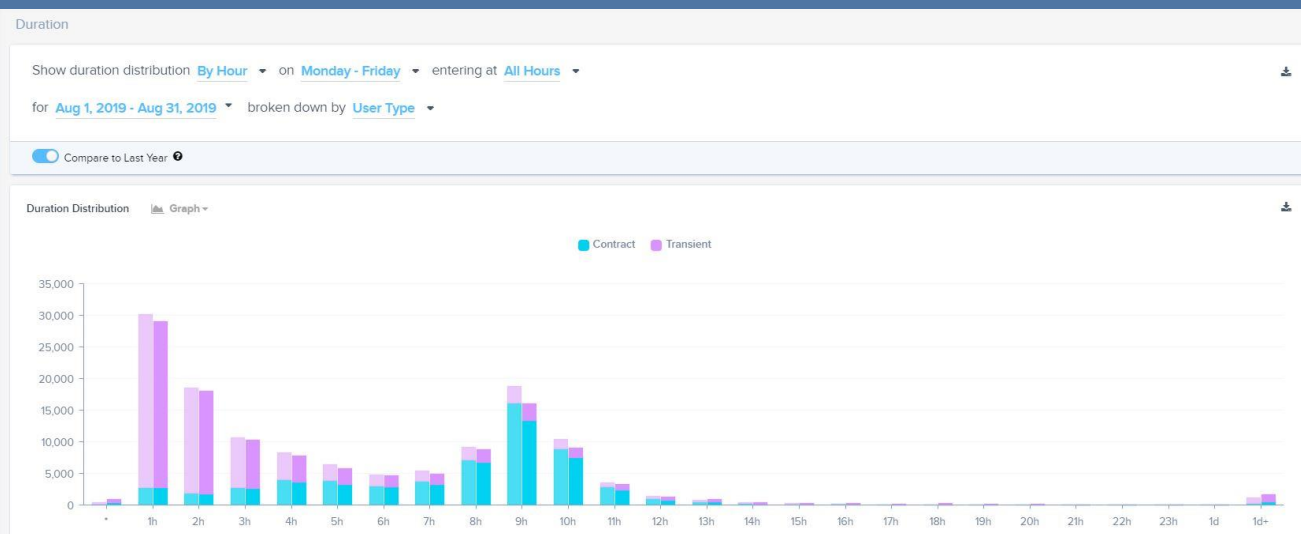 Duration
Show duration distribution By Hour on Monday - Friday entering at All Hours
for Aug 1, 2019 - Aug 31, 2019 broken down by User Type
Compare to Last Year ?
Duration Distribution Graph
Contract Transient
35,000
30,000
25,000
20,000
15,000
10,000
5,000
0
* 1h 2h 3h 4h 5h 6h 7h 8h 9h 10h 11h 12h 13h 14h 15h 16h 17h 18h 19h 20h 21h 22h 23h 1d 1d+